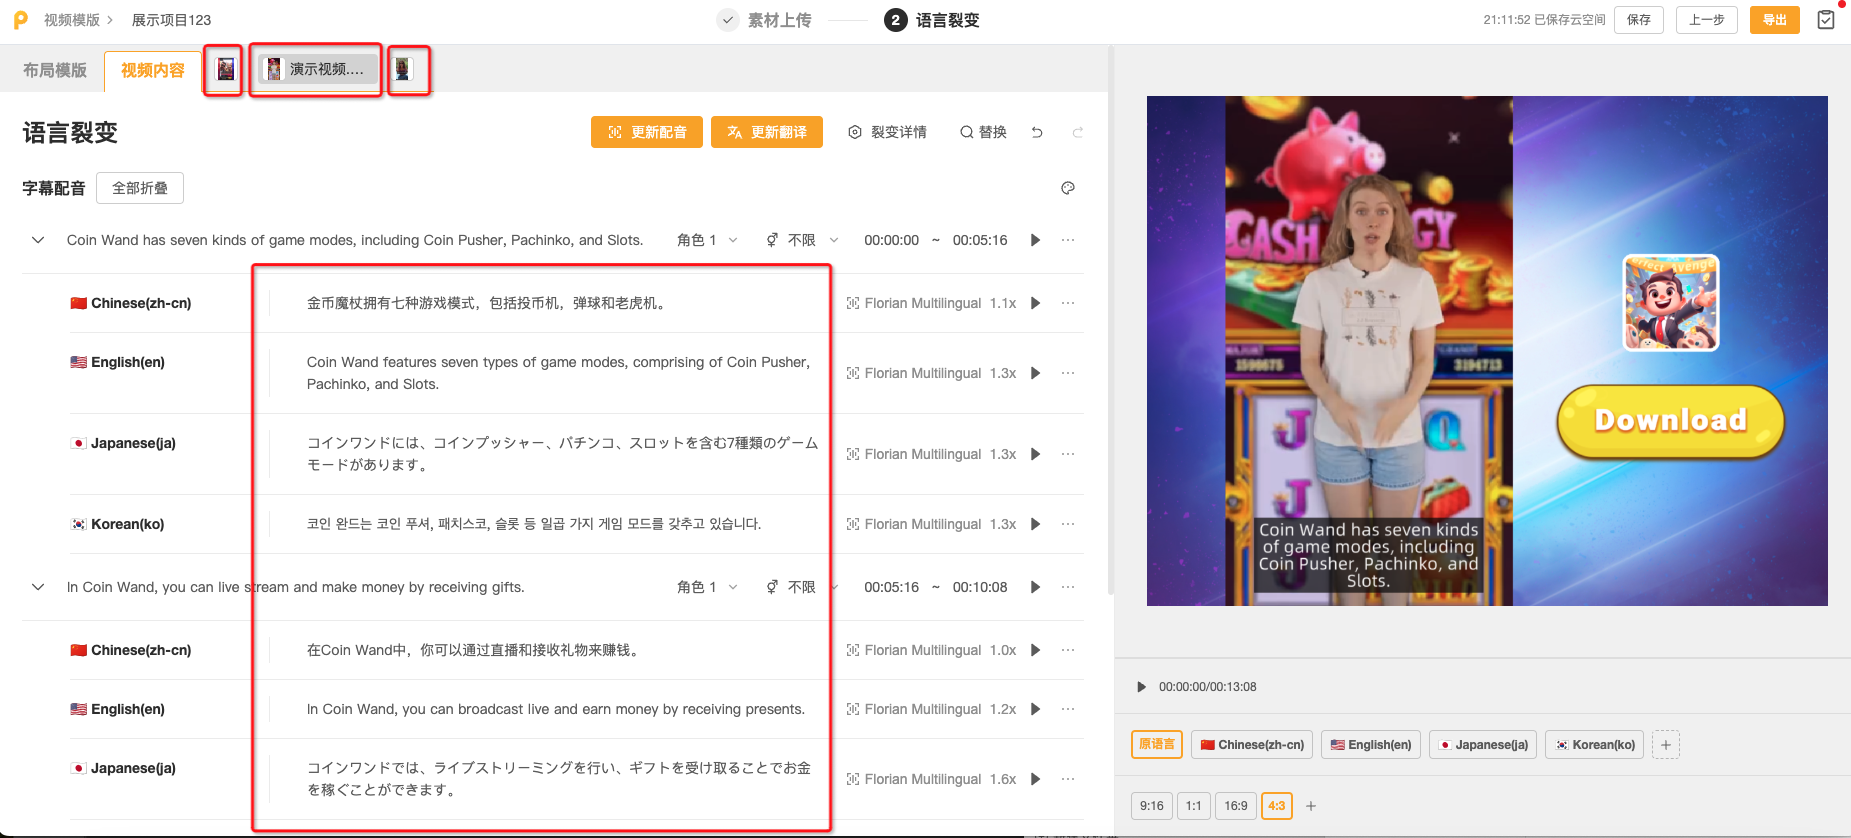 视频模版
展示项目123
素材上传
2 语言裂变
21:11:52 已保存云空间
保存
上一步
导出
布局模版
视频内容
演示视频....
语言裂变
更新配音
更新翻译
裂变详情
替换
字幕配音
全部折叠
Coin Wand has seven kinds of game modes, including Coin Pusher, Pachinko, and Slots.
角色 1
不限
00:00:00 ~ 00:05:16
Chinese(zh-cn)
金币魔杖拥有七种游戏模式，包括投币机，弹球和老虎机。
Florian Multilingual 1.1x
English(en)
Coin Wand features seven types of game modes, comprising of Coin Pusher,
Pachinko, and Slots.
Florian Multilingual 1.3x
Japanese(ja)
コインワンドには、コインプッシャー、パチンコ、スロットを含む7種類のゲーム
モードがあります。
Florian Multilingual 1.3x
Korean(ko)
코인 완드는 코인 푸셔, 패치스코, 슬롯 등 일곱 가지 게임 모드를 갖추고 있습니다.
Florian Multilingual 1.3x
In Coin Wand, you can live stream and make money by receiving gifts.
角色 1
不限
00:05:16 ~ 00:10:08
Chinese(zh-cn)
在Coin Wand中，你可以通过直播和接收礼物来赚钱。
Florian Multilingual 1.0x
English(en)
In Coin Wand, you can broadcast live and earn money by receiving presents.
Florian Multilingual 1.2x
Japanese(ja)
コインワンドでは、ライブストリーミングを行い、ギフトを受け取ることでお金
を稼ぐことができます。
Florian Multilingual 1.6x
CASH
Download
Coin Wand has seven kinds
of game modes, including
Coin Pusher, Pachinko, and
Slots.
00:00:00/00:13:08
原语言
Chinese(zh-cn)
English(en)
Japanese(ja)
Korean(ko)
9:16
1:1
16:9
4:3